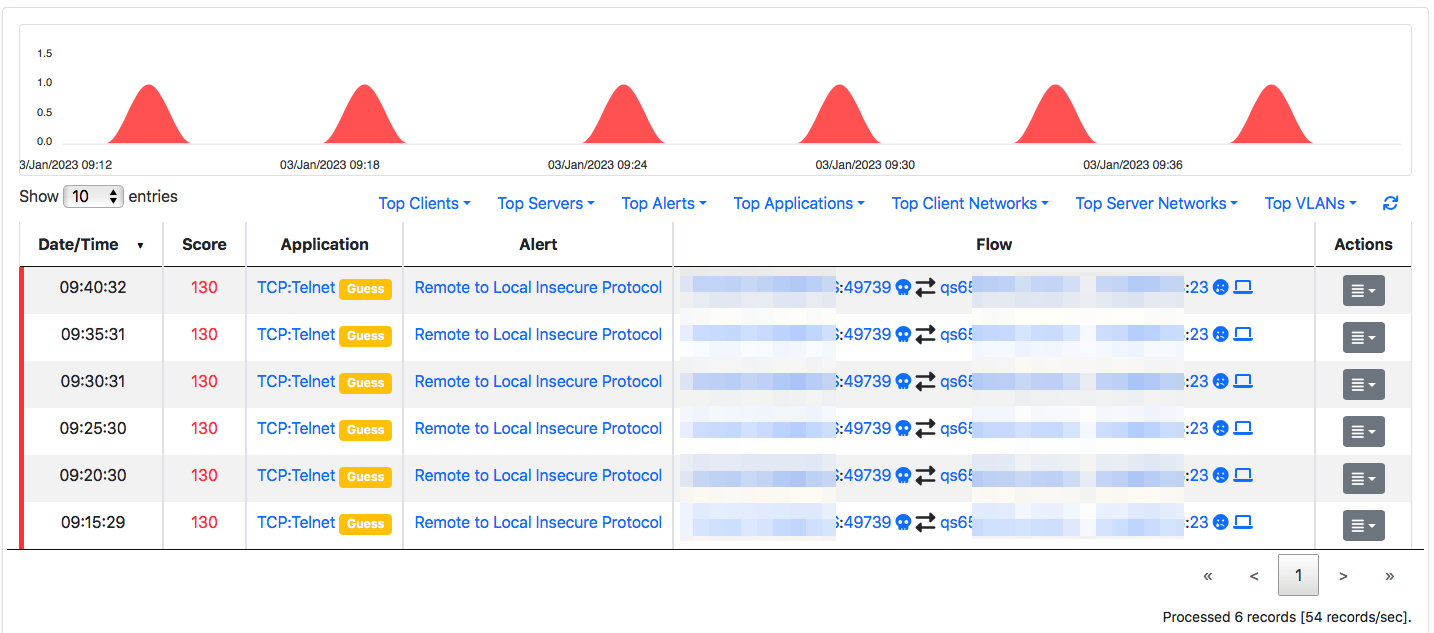 1.5
1.0
0.5
0.0
3/Jan/2023 09:12 03/Jan/2023 09:18 03/Jan/2023 09:24 03/Jan/2023 09:30 03/Jan/2023 09:36
Show 10 entries Top Clients Top Servers Top Alerts Top Applications Top Client Networks Top Server Networks Top VLANs
Date/Time Score Application Alert Flow Actions
09:40:32 130 TCP:Telnet Guess Remote to Local Insecure Protocol :49739 qs65 :23
09:35:31 130 TCP:Telnet Guess Remote to Local Insecure Protocol :49739 qs65 :23
09:30:31 130 TCP:Telnet Guess Remote to Local Insecure Protocol :49739 qs65 :23
09:25:30 130 TCP:Telnet Guess Remote to Local Insecure Protocol :49739 qs65 :23
09:20:30 130 TCP:Telnet Guess Remote to Local Insecure Protocol :49739 qs65 :23
09:15:29 130 TCP:Telnet Guess Remote to Local Insecure Protocol :49739 qs65 :23
« < 1 > »
Processed 6 records [54 records/sec].